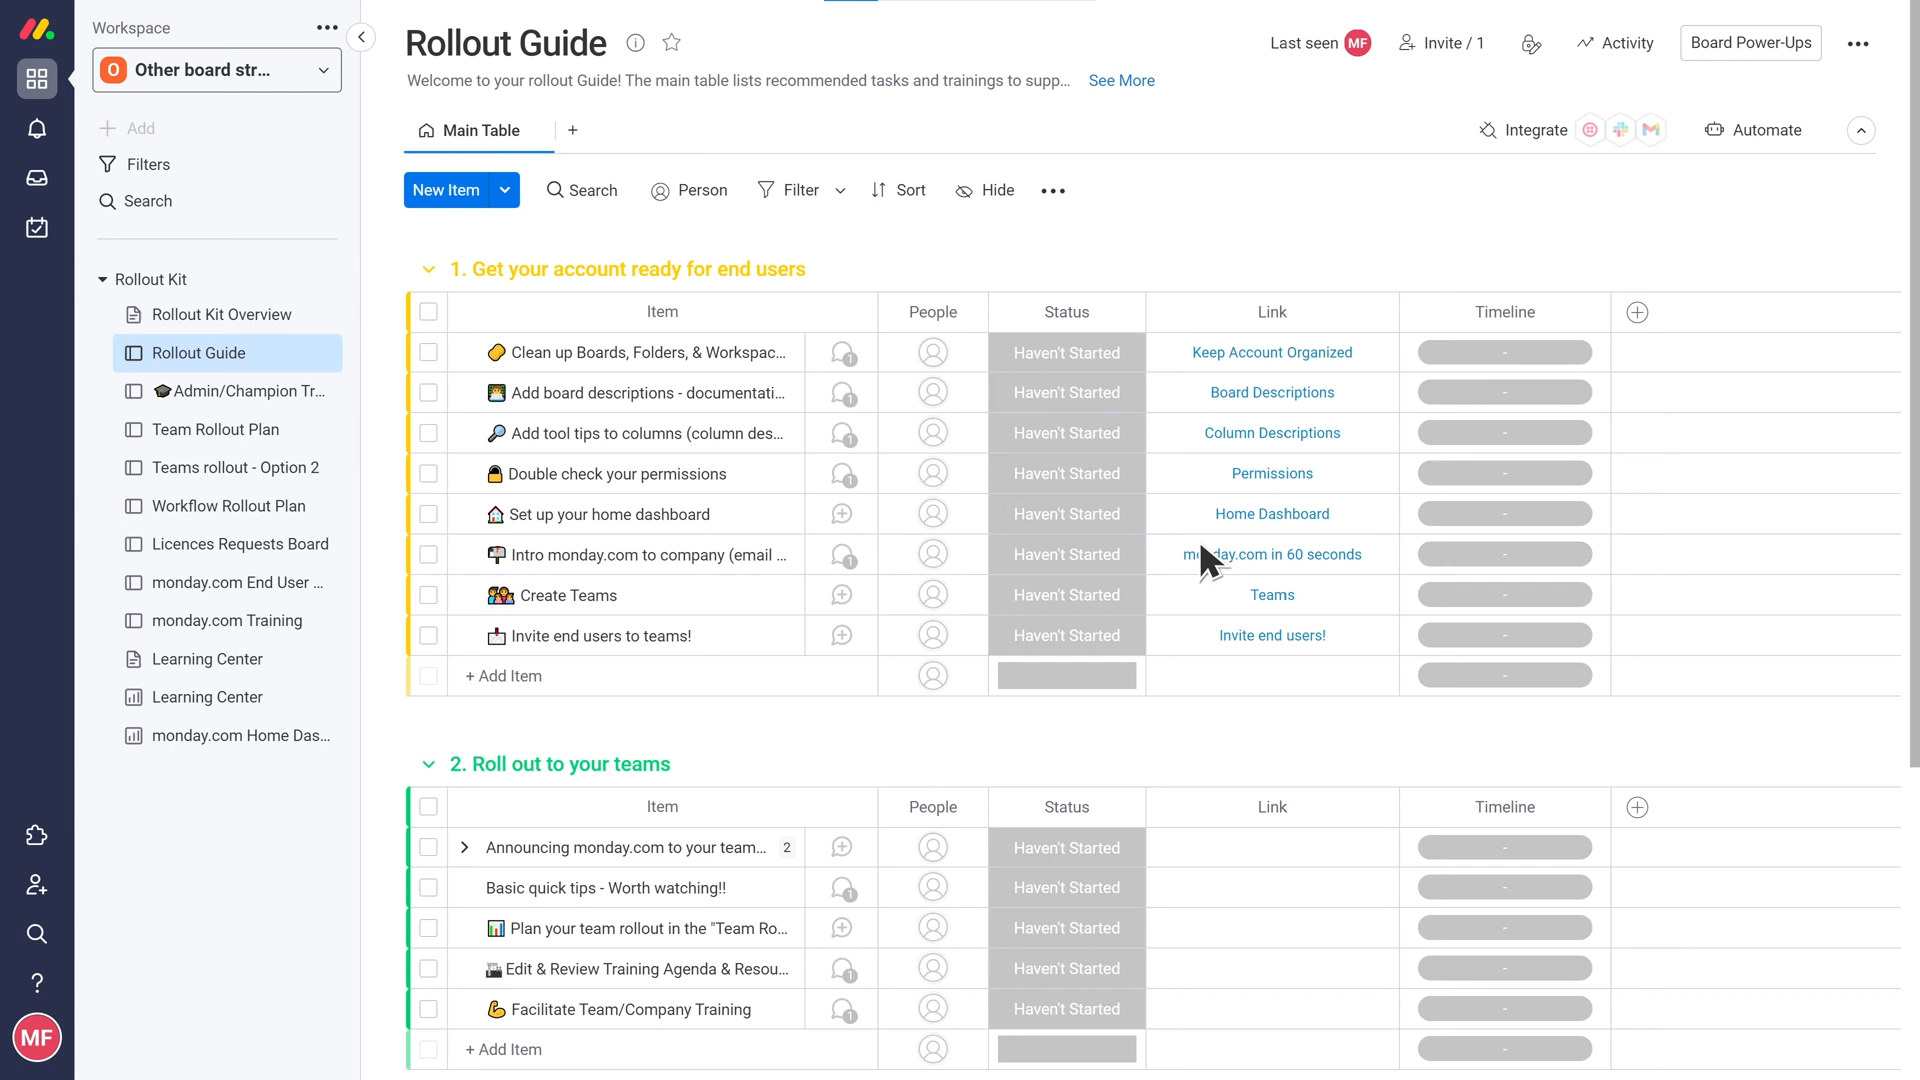 Workspace
O Other board str...
Add
Filters
Search
Rollout Kit
Rollout Kit Overview
Rollout Guide
Admin/Champion Tr...
Team Rollout Plan
Teams rollout - Option 2
Workflow Rollout Plan
Licences Requests Board
monday.com End User ...
monday.com Training
Learning Center
Learning Center
monday.com Home Das...
?
MF
Rollout Guide
Last seen MF Invite / 1 Activity Board Power-Ups
Welcome to your rollout Guide! The main table lists recommended tasks and trainings to supp... See More
Main Table + Integrate Automate
New Item Search Person Filter Sort Hide
1. Get your account ready for end users
Item People Status Link Timeline
Clean up Boards, Folders, & Workspac... 1 Haven't Started Keep Account Organized -
Add board descriptions - documentati... 1 Haven't Started Board Descriptions -
Add tool tips to columns (column des... 1 Haven't Started Column Descriptions -
Double check your permissions 1 Haven't Started Permissions -
Set up your home dashboard Haven't Started Home Dashboard -
Intro monday.com to company (email ... 1 Haven't Started monday.com in 60 seconds -
Create Teams Haven't Started Teams -
Invite end users to teams! Haven't Started Invite end users! -
+ Add Item -
2. Roll out to your teams
Item People Status Link Timeline
Announcing monday.com to your team... 2 Haven't Started -
Basic quick tips - Worth watching!! 1 Haven't Started -
Plan your team rollout in the "Team Ro... Haven't Started -
Edit & Review Training Agenda & Resou... 1 Haven't Started -
Facilitate Team/Company Training 1 Haven't Started -
+ Add Item -